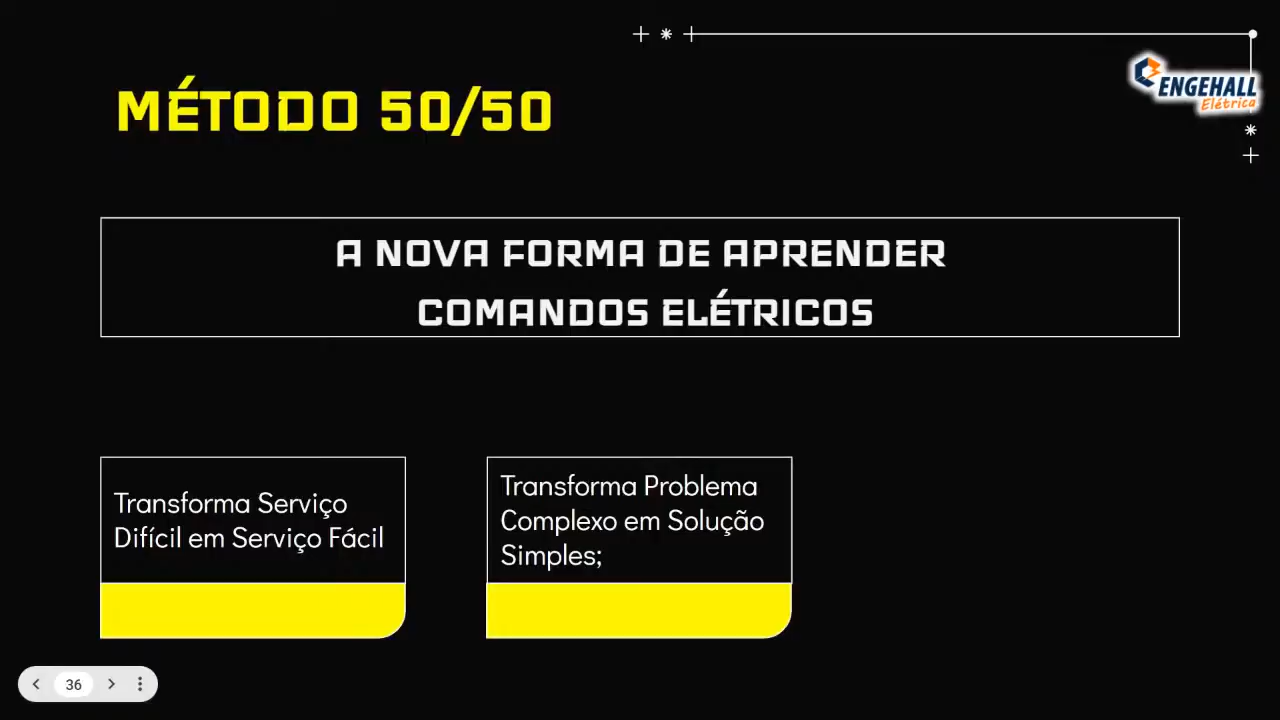 MÉTODO 50/50
ENGEHALL
Elétrica
A NOVA FORMA DE APRENDER
COMANDOS ELÉTRICOS
Transforma Serviço
Difícil em Serviço Fácil
Transforma Problema
Complexo em Solução
Simples;
36